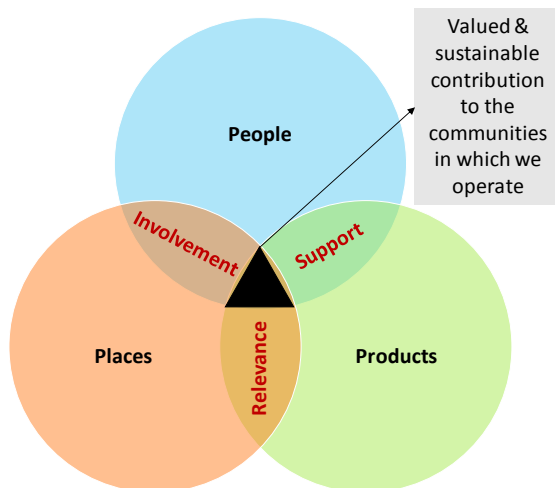 Valued &
sustainable
contribution
to the
communities
in which we
operate
People
Involvement
Support
Places
Relevance
Products